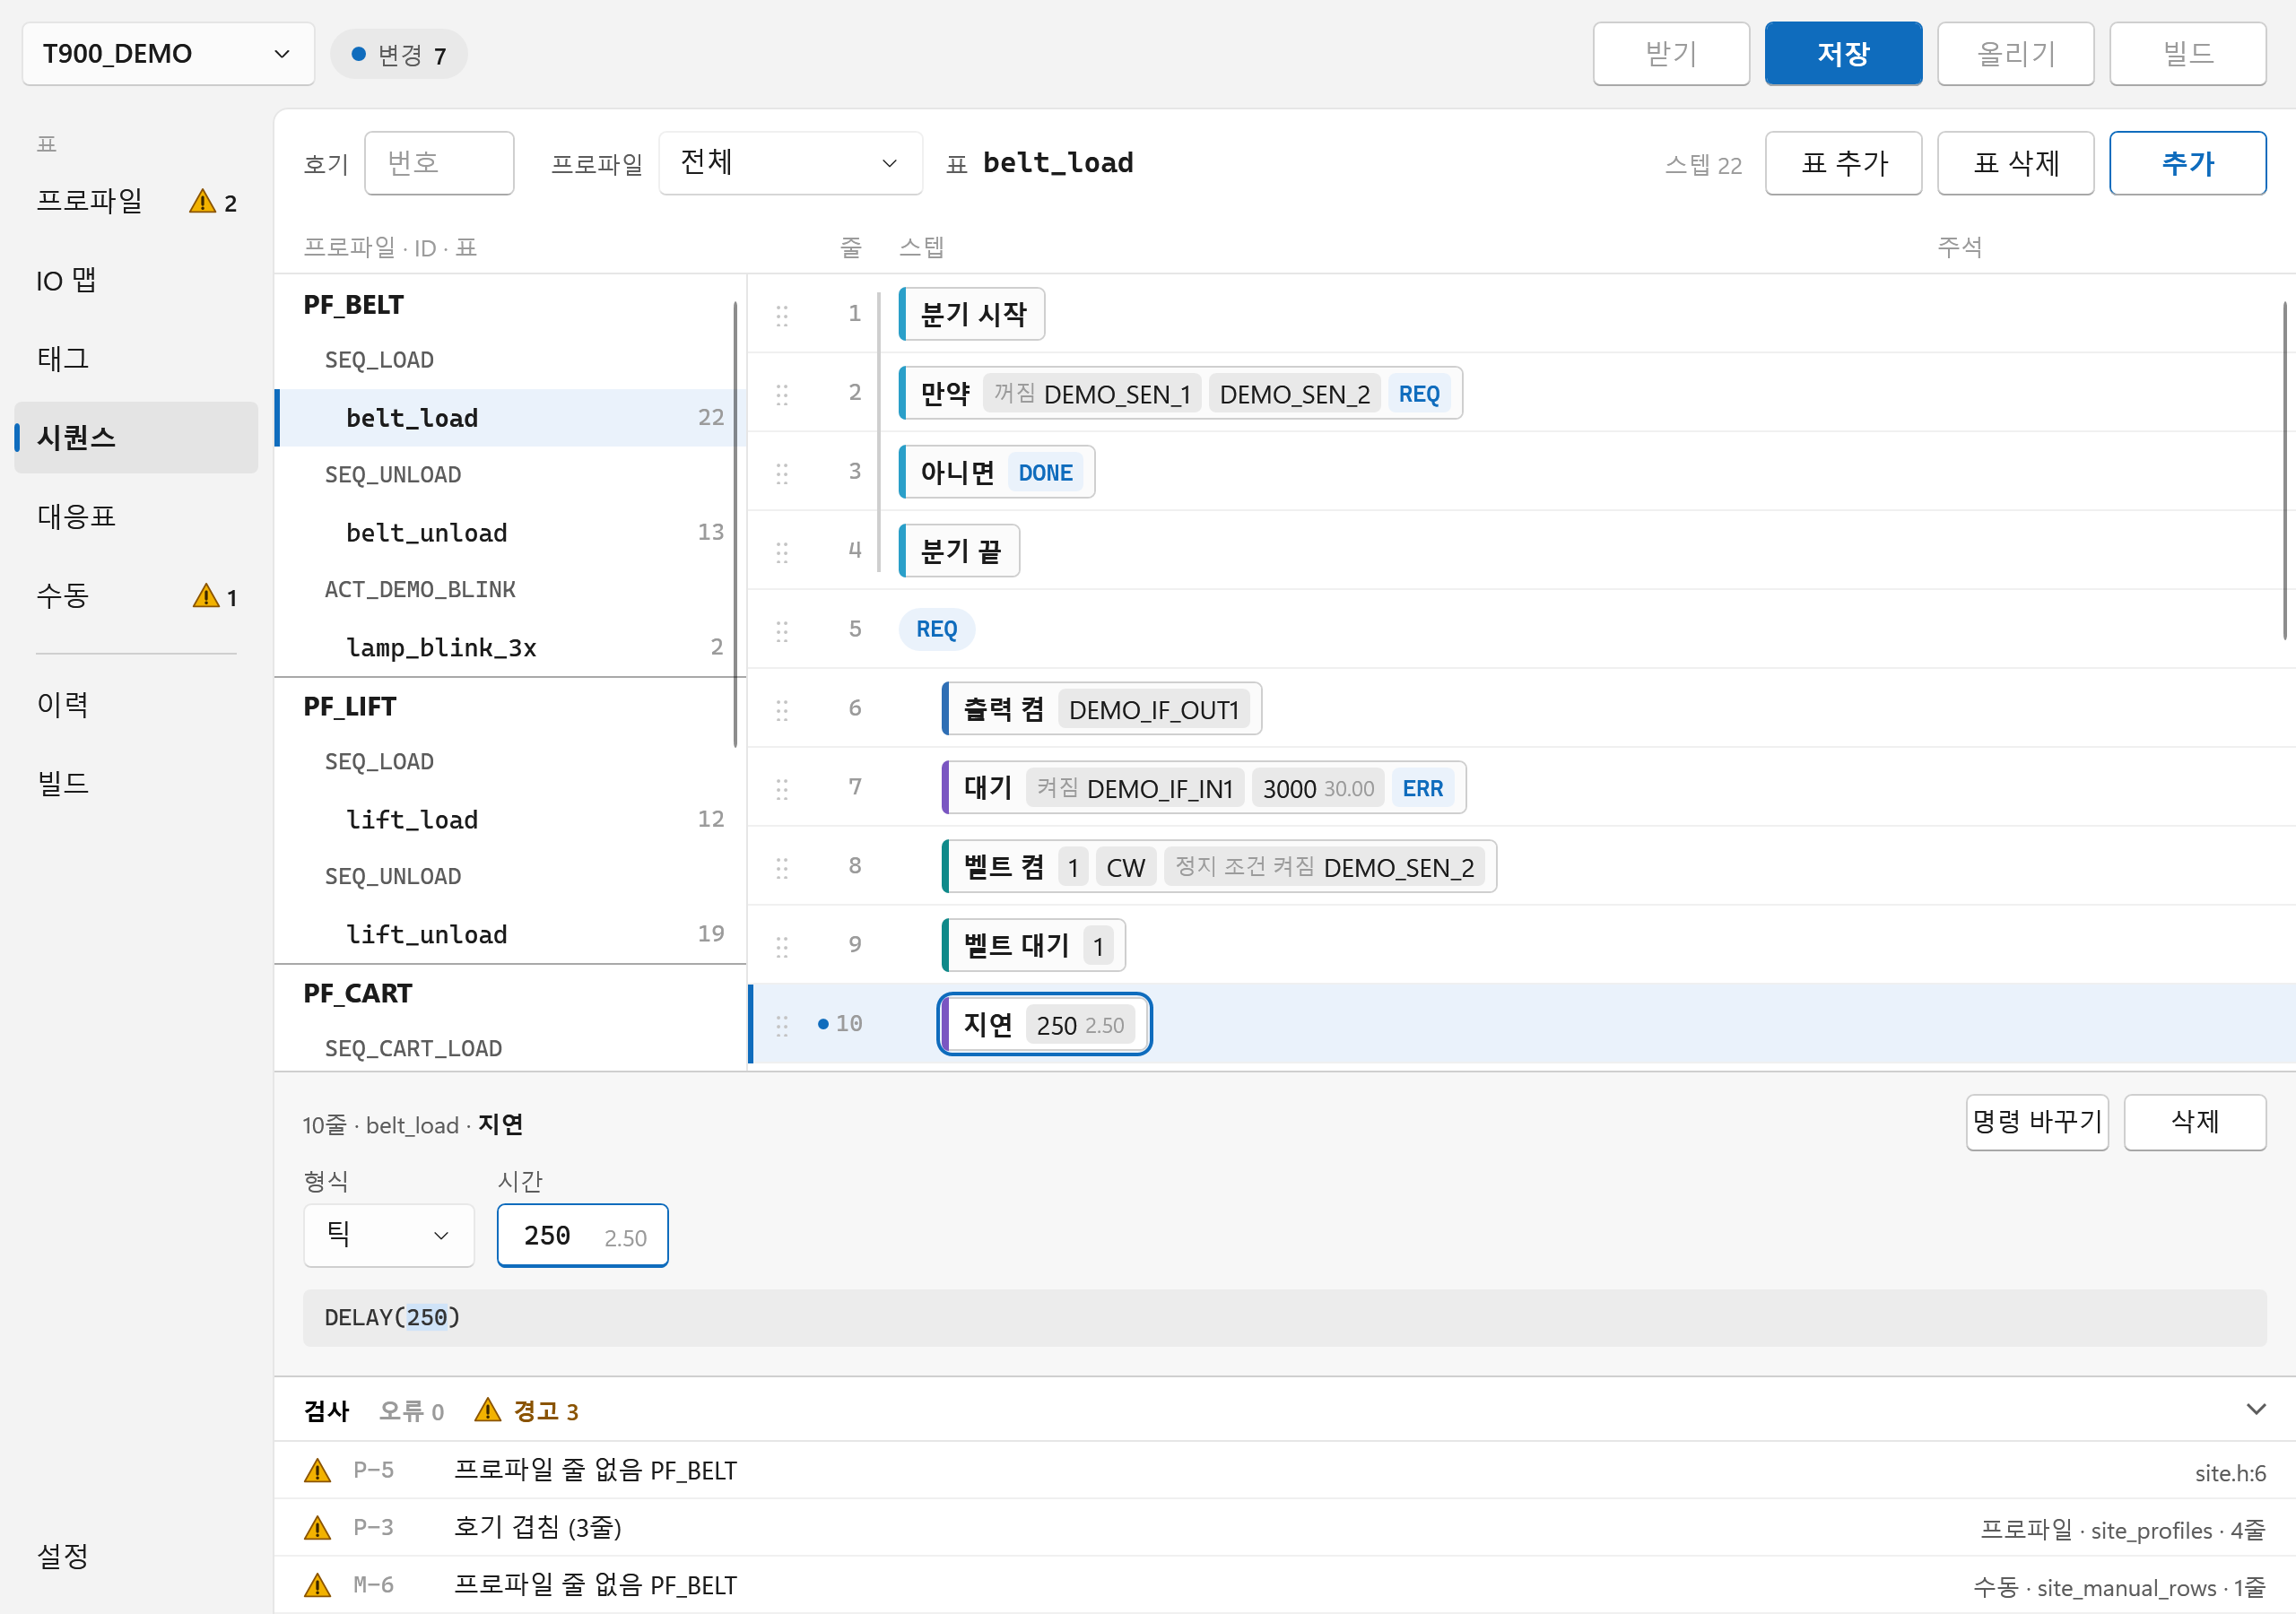 T900_DEMO 변경 7 받기 저장 올리기 빌드
표
프로파일 2
IO 맵
태그
시퀀스
대응표
수동 1
이력
빌드
설정
호기 번호 프로파일 전체 표 belt_load 스텝 22 표 추가 표 삭제 추가
프로파일 · ID · 표 줄 스텝 주석
PF_BELT
SEQ_LOAD
belt_load 22
SEQ_UNLOAD
belt_unload 13
ACT_DEMO_BLINK
lamp_blink_3x 2
PF_LIFT
SEQ_LOAD
lift_load 12
SEQ_UNLOAD
lift_unload 19
PF_CART
SEQ_CART_LOAD
1 분기 시작
2 만약 꺼짐 DEMO_SEN_1 DEMO_SEN_2 REQ
3 아니면 DONE
4 분기 끝
5 REQ
6 출력 켬 DEMO_IF_OUT1
7 대기 켜짐 DEMO_IF_IN1 3000 30.00 ERR
8 벨트 켬 1 CW 정지 조건 켜짐 DEMO_SEN_2
9 벨트 대기 1
10 지연 250 2.50
10줄 · belt_load · 지연 명령 바꾸기 삭제
형식 시간
틱 250 2.50
DELAY(250)
검사 오류 0 경고 3
P-5 프로파일 줄 없음 PF_BELT site.h:6
P-3 호기 겹침 (3줄) 프로파일 · site_profiles · 4줄
M-6 프로파일 줄 없음 PF_BELT 수동 · site_manual_rows · 1줄